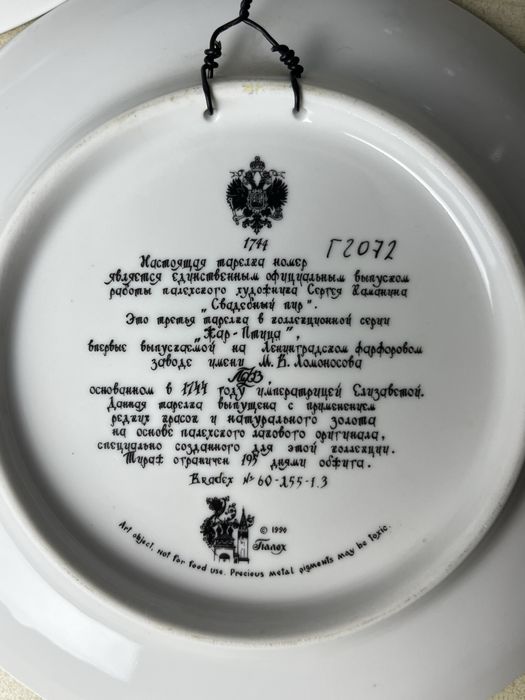 1744
Г2072
Настоящая тарелка номер
является единственным официальным выпуском
работы палехского художника Сергея Каманина
„Свадебный пир".
Это третья тарелка в коллекционной серии
„Жар-Птица",
впервые выпускаемой на Ленинградском фарфоровом
заводе имени М. В. Ломоносова
ЛФЗ,
основанном в 1744 году императрицей Елизаветой.
Данная тарелка выпущена с применением
редких красок и натурального золота
на основе палехского лакового оригинала,
специально созданного для этой коллекции.
Тираж ограничен 195 днями обжига.
Bradex № 60-L55-1.3
© 1990
Палех
Art object, not for food use. Precious metal pigments may be toxic.